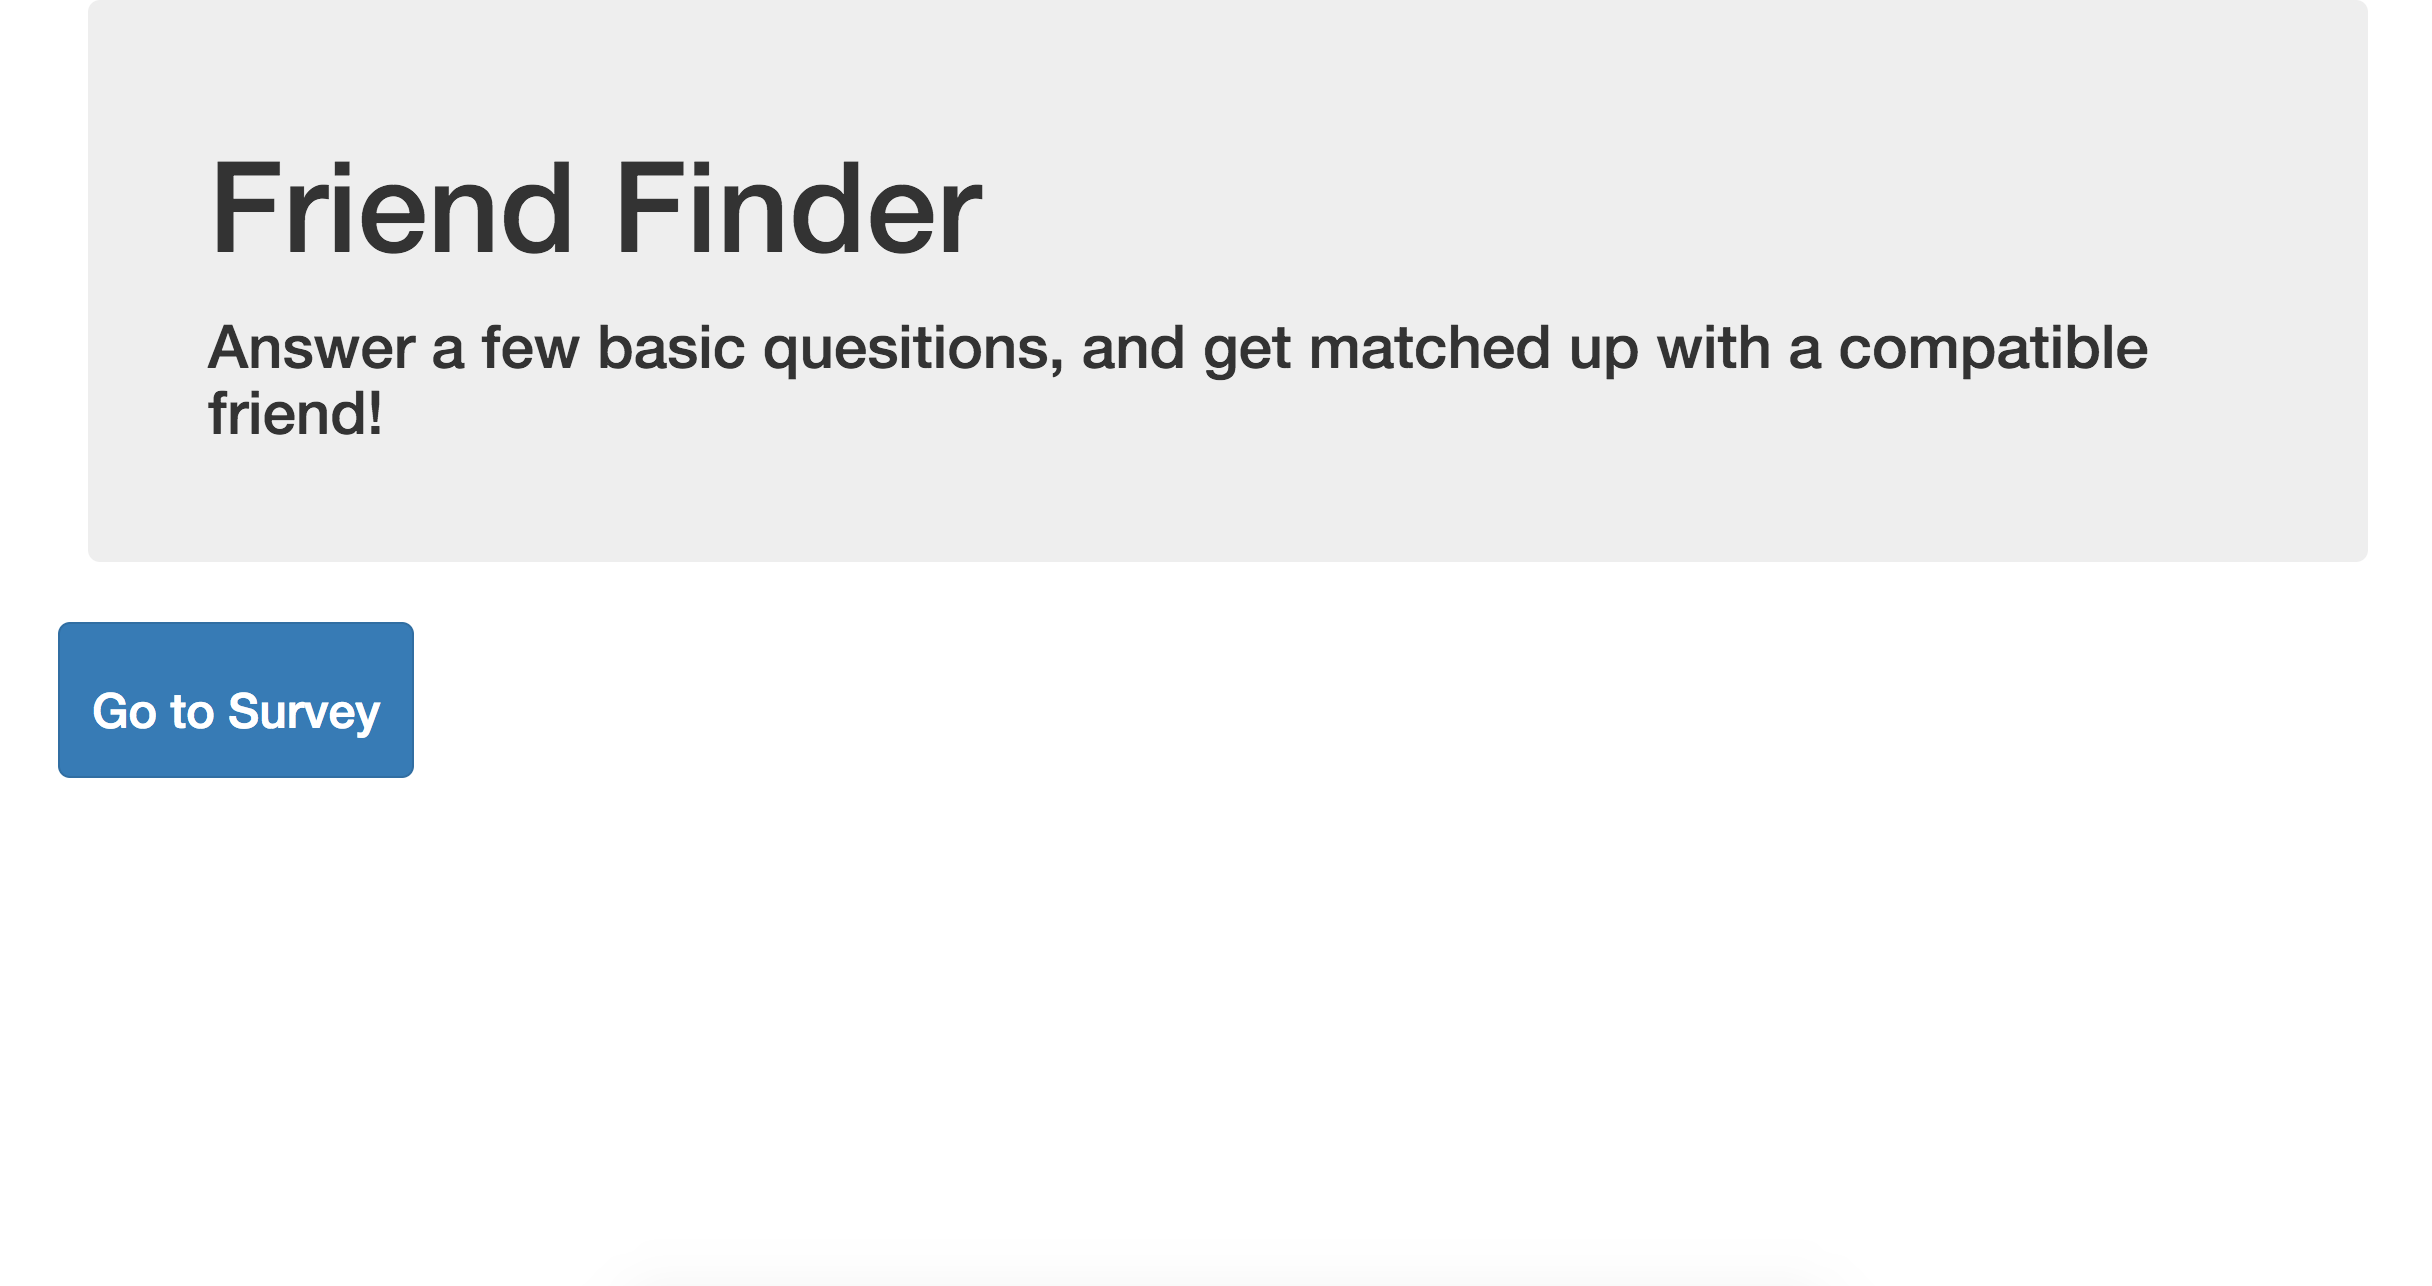 Friend Finder
Answer a few basic quesitions, and get matched up with a compatible
friend!
Go to Survey